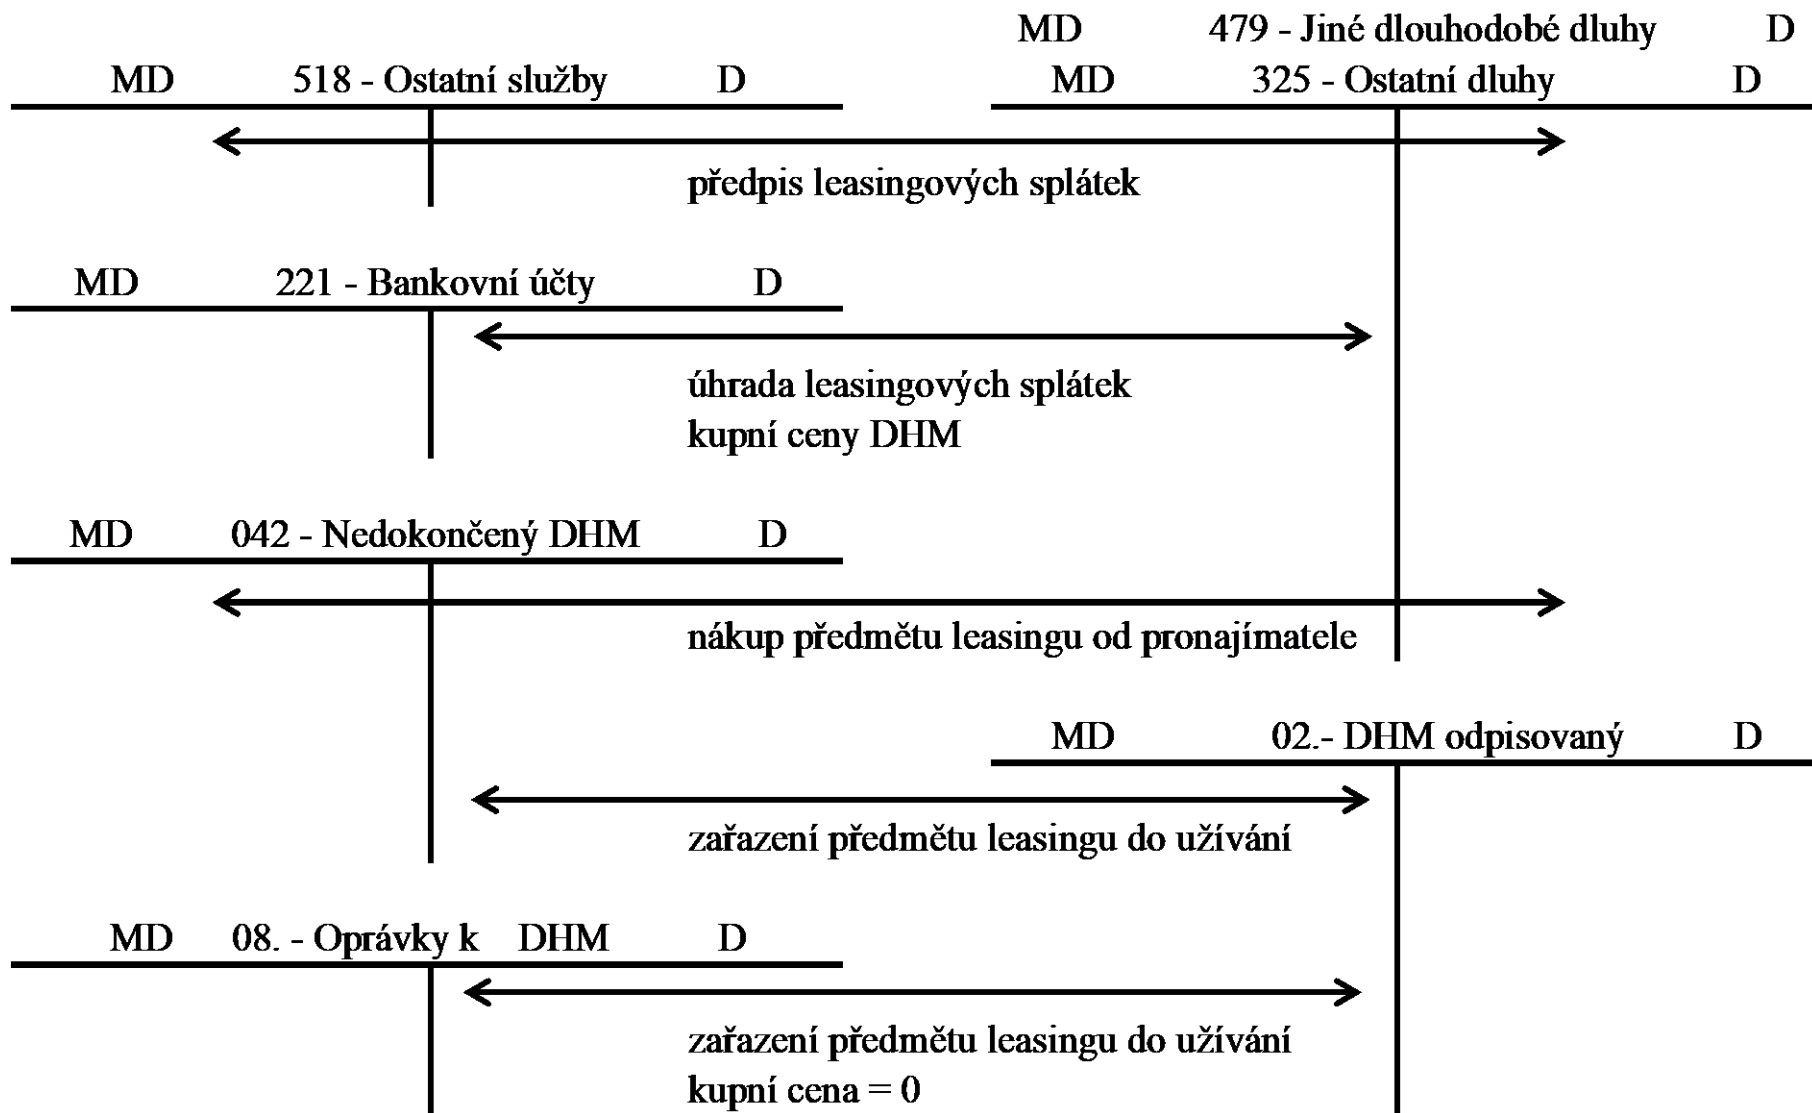 MD 479 - Jiné dlouhodobé dluhy D
MD 518 - Ostatní služby D MD 325 - Ostatní dluhy D
předpis leasingových splátek
MD 221 - Bankovní účty D
úhrada leasingových splátek
kupní ceny DHM
MD 042 - Nedokončený DHM D
nákup předmětu leasingu od pronajímatele
MD 02.- DHM odpisovaný D
zařazení předmětu leasingu do užívání
MD 08. - Oprávky k DHM D
zařazení předmětu leasingu do užívání
kupní cena = 0